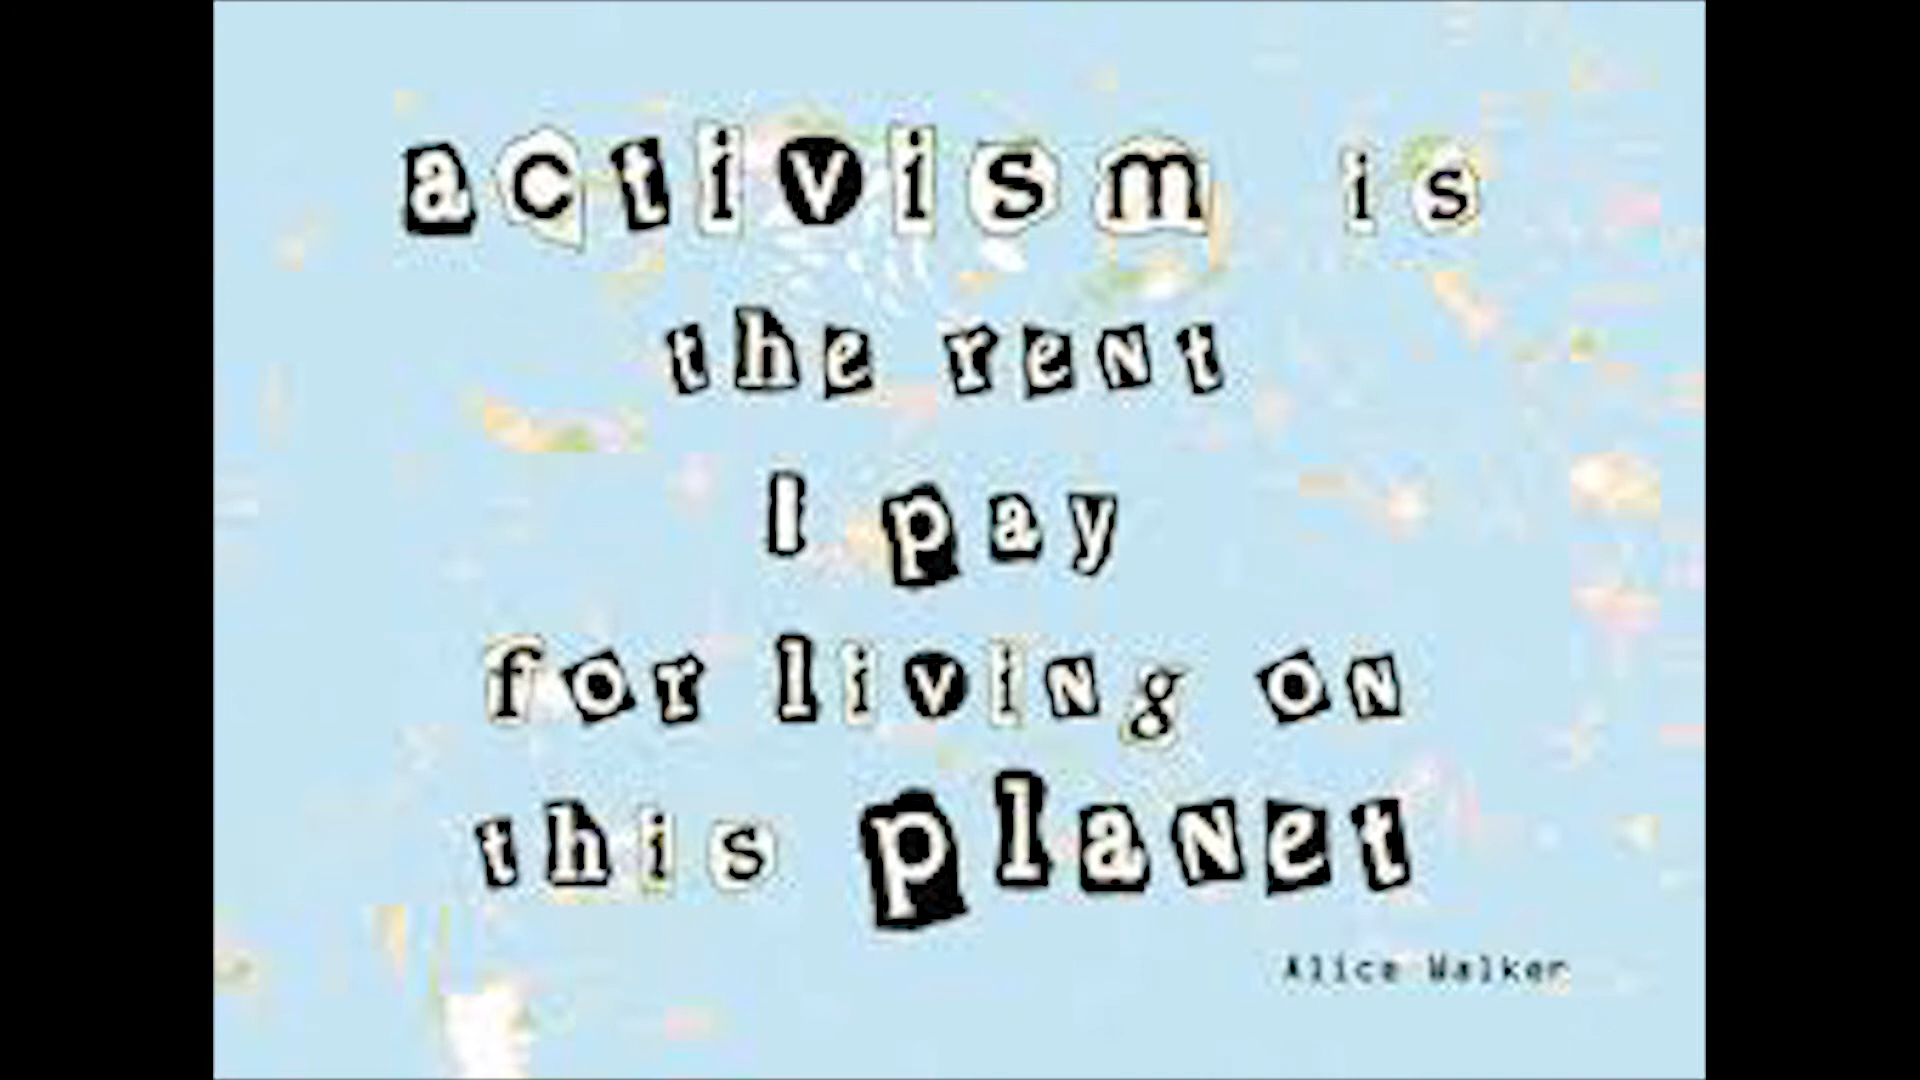 activism is
the rent
I pay
for living on
this planet
Alice Walker